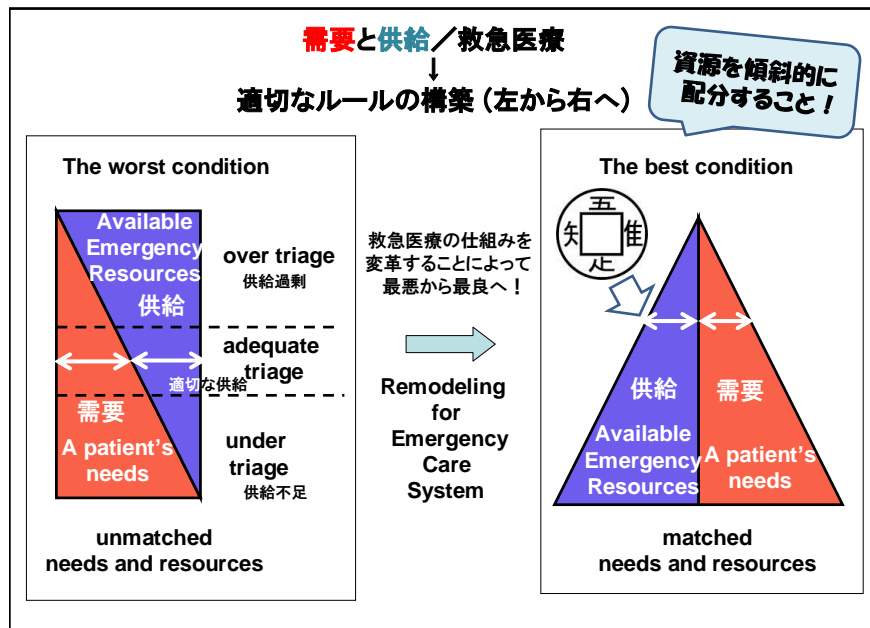 需要と供給／救急医療
↓
適切なルールの構築（左から右へ）
資源を傾斜的に
配分すること！
The worst condition
Available
Emergency
Resources
供給
over triage
供給過剰
adequate
triage
適切な供給
需要
A patient's
needs
under
triage
供給不足
unmatched
needs and resources
救急医療の仕組みを
変革することによって
最悪から最良へ！
Remodeling
for
Emergency
Care
System
The best condition
五
知
隹
疋
供給
需要
Available
Emergency
Resources
A patient's
needs
matched
needs and resources